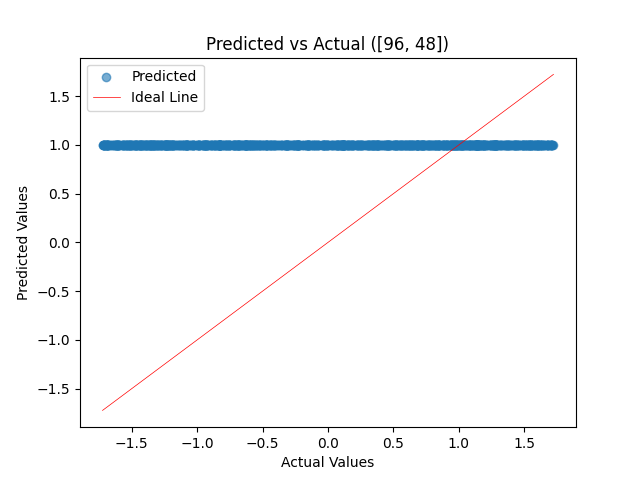 Predicted vs Actual ([96, 48])
Predicted
Ideal Line
1.5
1.0
0.5
0.0
−0.5
−1.0
−1.5
Predicted Values
−1.5 −1.0 −0.5 0.0 0.5 1.0 1.5
Actual Values